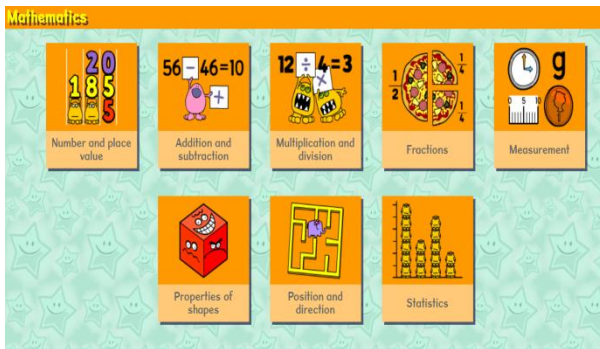 Mathematics
20
185
5
56 - 46=10
+
12 ÷ 4=3
×
1/2
1/4
1/4
g
0 5 10
Number and place
value
Addition and
subtraction
Multiplication and
division
Fractions
Measurement
Properties of
shapes
Position and
direction
Statistics